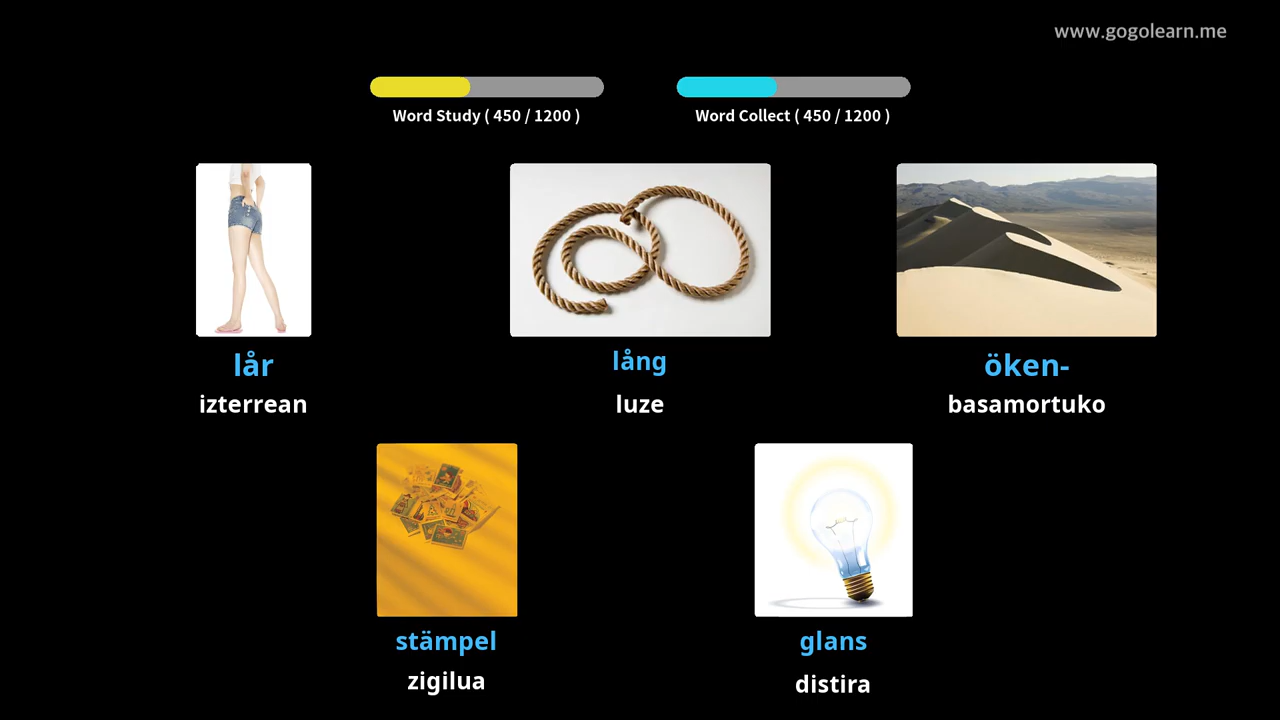 www.gogolearn.me
Word Study ( 450 / 1200 )
Word Collect ( 450 / 1200 )
lår
izterrean
lång
luze
öken-
basamortuko
stämpel
zigilua
glans
distira